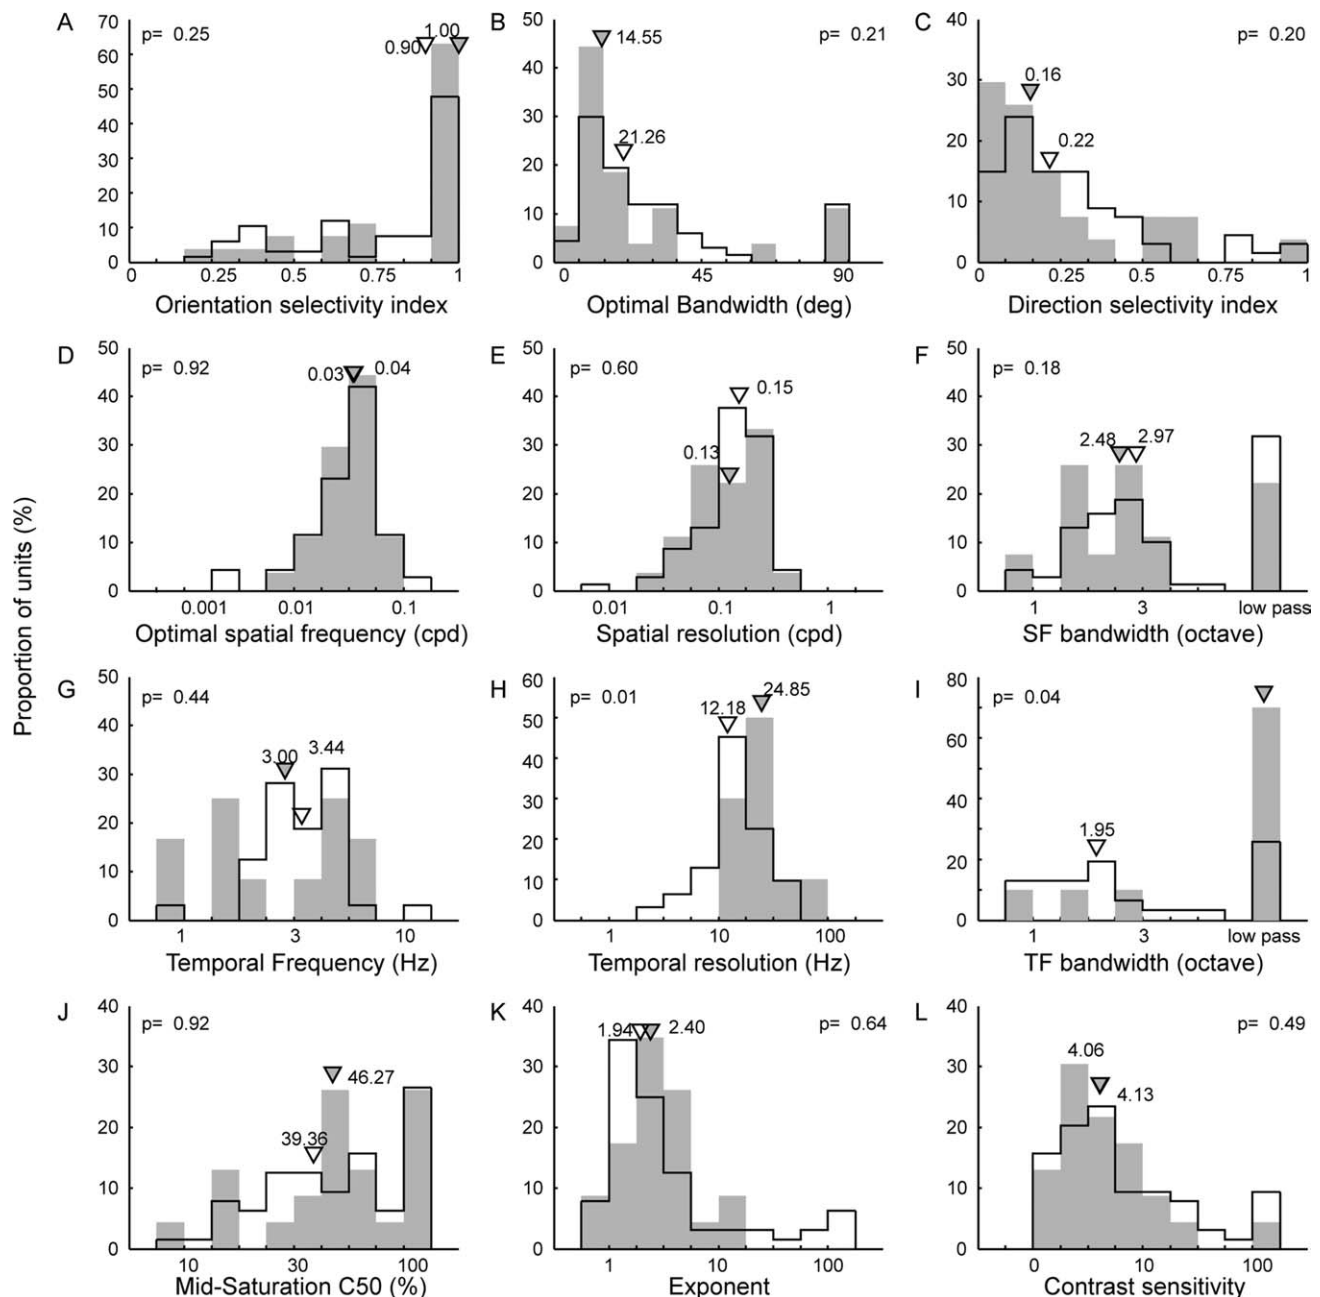 Proportion of units (%)
A
p= 0.25
1.00
0.90
70
60
50
40
30
20
10
0
0 0.25 0.5 0.75 1
Orientation selectivity index
B
p= 0.21
14.55
21.26
50
40
30
20
10
0
0 45 90
Optimal Bandwidth (deg)
C
p= 0.20
0.16
0.22
40
30
20
10
0
0 0.25 0.5 0.75 1
Direction selectivity index
D
p= 0.92
0.03 0.04
50
40
30
20
10
0
0.001 0.01 0.1
Optimal spatial frequency (cpd)
E
p= 0.60
0.15
0.13
50
40
30
20
10
0
0.01 0.1 1
Spatial resolution (cpd)
F
p= 0.18
2.48 2.97
50
40
30
20
10
0
1 3 low pass
SF bandwidth (octave)
G
p= 0.44
3.00 3.44
50
40
30
20
10
0
1 3 10
Temporal Frequency (Hz)
H
p= 0.01
12.18 24.85
60
50
40
30
20
10
0
1 10 100
Temporal resolution (Hz)
I
p= 0.04
1.95
80
60
40
20
0
1 3 low pass
TF bandwidth (octave)
J
p= 0.92
46.27
39.36
40
30
20
10
0
10 30 100
Mid-Saturation C50 (%)
K
p= 0.64
1.94 2.40
40
30
20
10
0
1 10 100
Exponent
L
p= 0.49
4.06
4.13
40
30
20
10
0
0 10 100
Contrast sensitivity